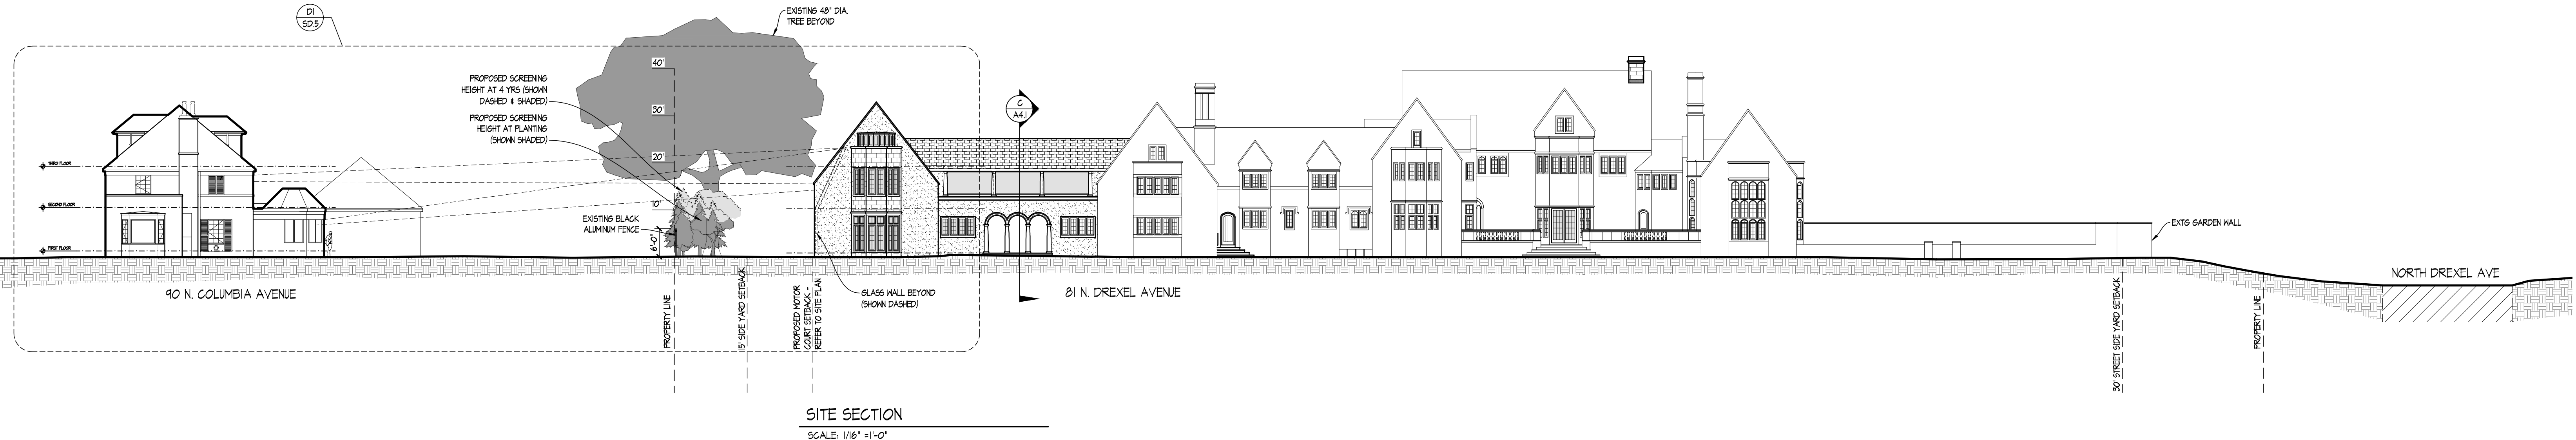 D1
SD.5
EXISTING 48" DIA.
TREE BEYOND
PROPOSED SCREENING
HEIGHT AT 4 YRS (SHOWN
DASHED & SHADED)
PROPOSED SCREENING
HEIGHT AT PLANTING
(SHOWN SHADED)
40'
30'
20'
10'
6'-0"
EXISTING BLACK
ALUMINUM FENCE
THIRD FLOOR
SECOND FLOOR
FIRST FLOOR
C
A4.1
EXTG GARDEN WALL
90 N. COLUMBIA AVENUE
PROPERTY LINE
15' SIDE YARD SETBACK
PROPOSED MOTOR
COURT SETBACK -
REFER TO SITE PLAN
GLASS WALL BEYOND
(SHOWN DASHED)
81 N. DREXEL AVENUE
30' STREET SIDE YARD SETBACK
PROPERTY LINE
NORTH DREXEL AVE
SITE SECTION
SCALE: 1/16" =1'-0"